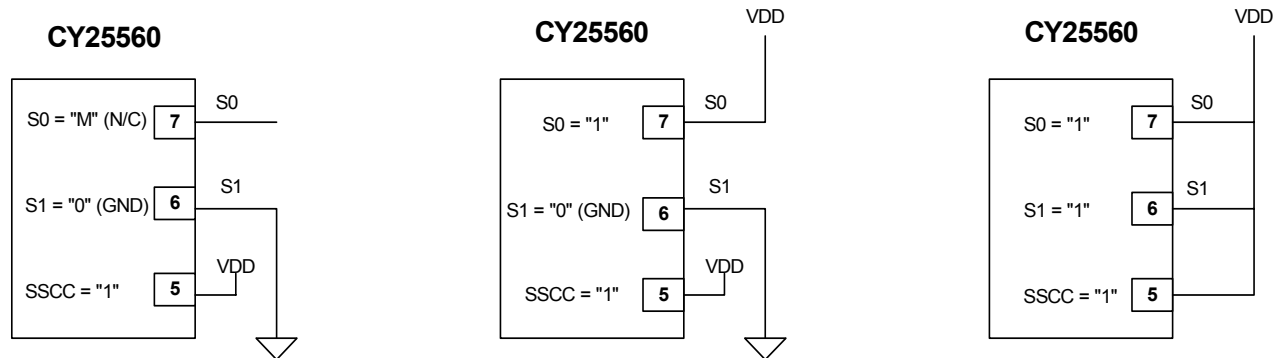 CY25560
S0
S0 = "M" (N/C) 7
S1
S1 = "0" (GND) 6
VDD
SSCC = "1" 5
VDD
CY25560
S0
S0 = "1" 7
S1
S1 = "0" (GND) 6
VDD
SSCC = "1" 5
VDD
CY25560
S0
S0 = "1" 7
S1
S1 = "1" 6
SSCC = "1" 5